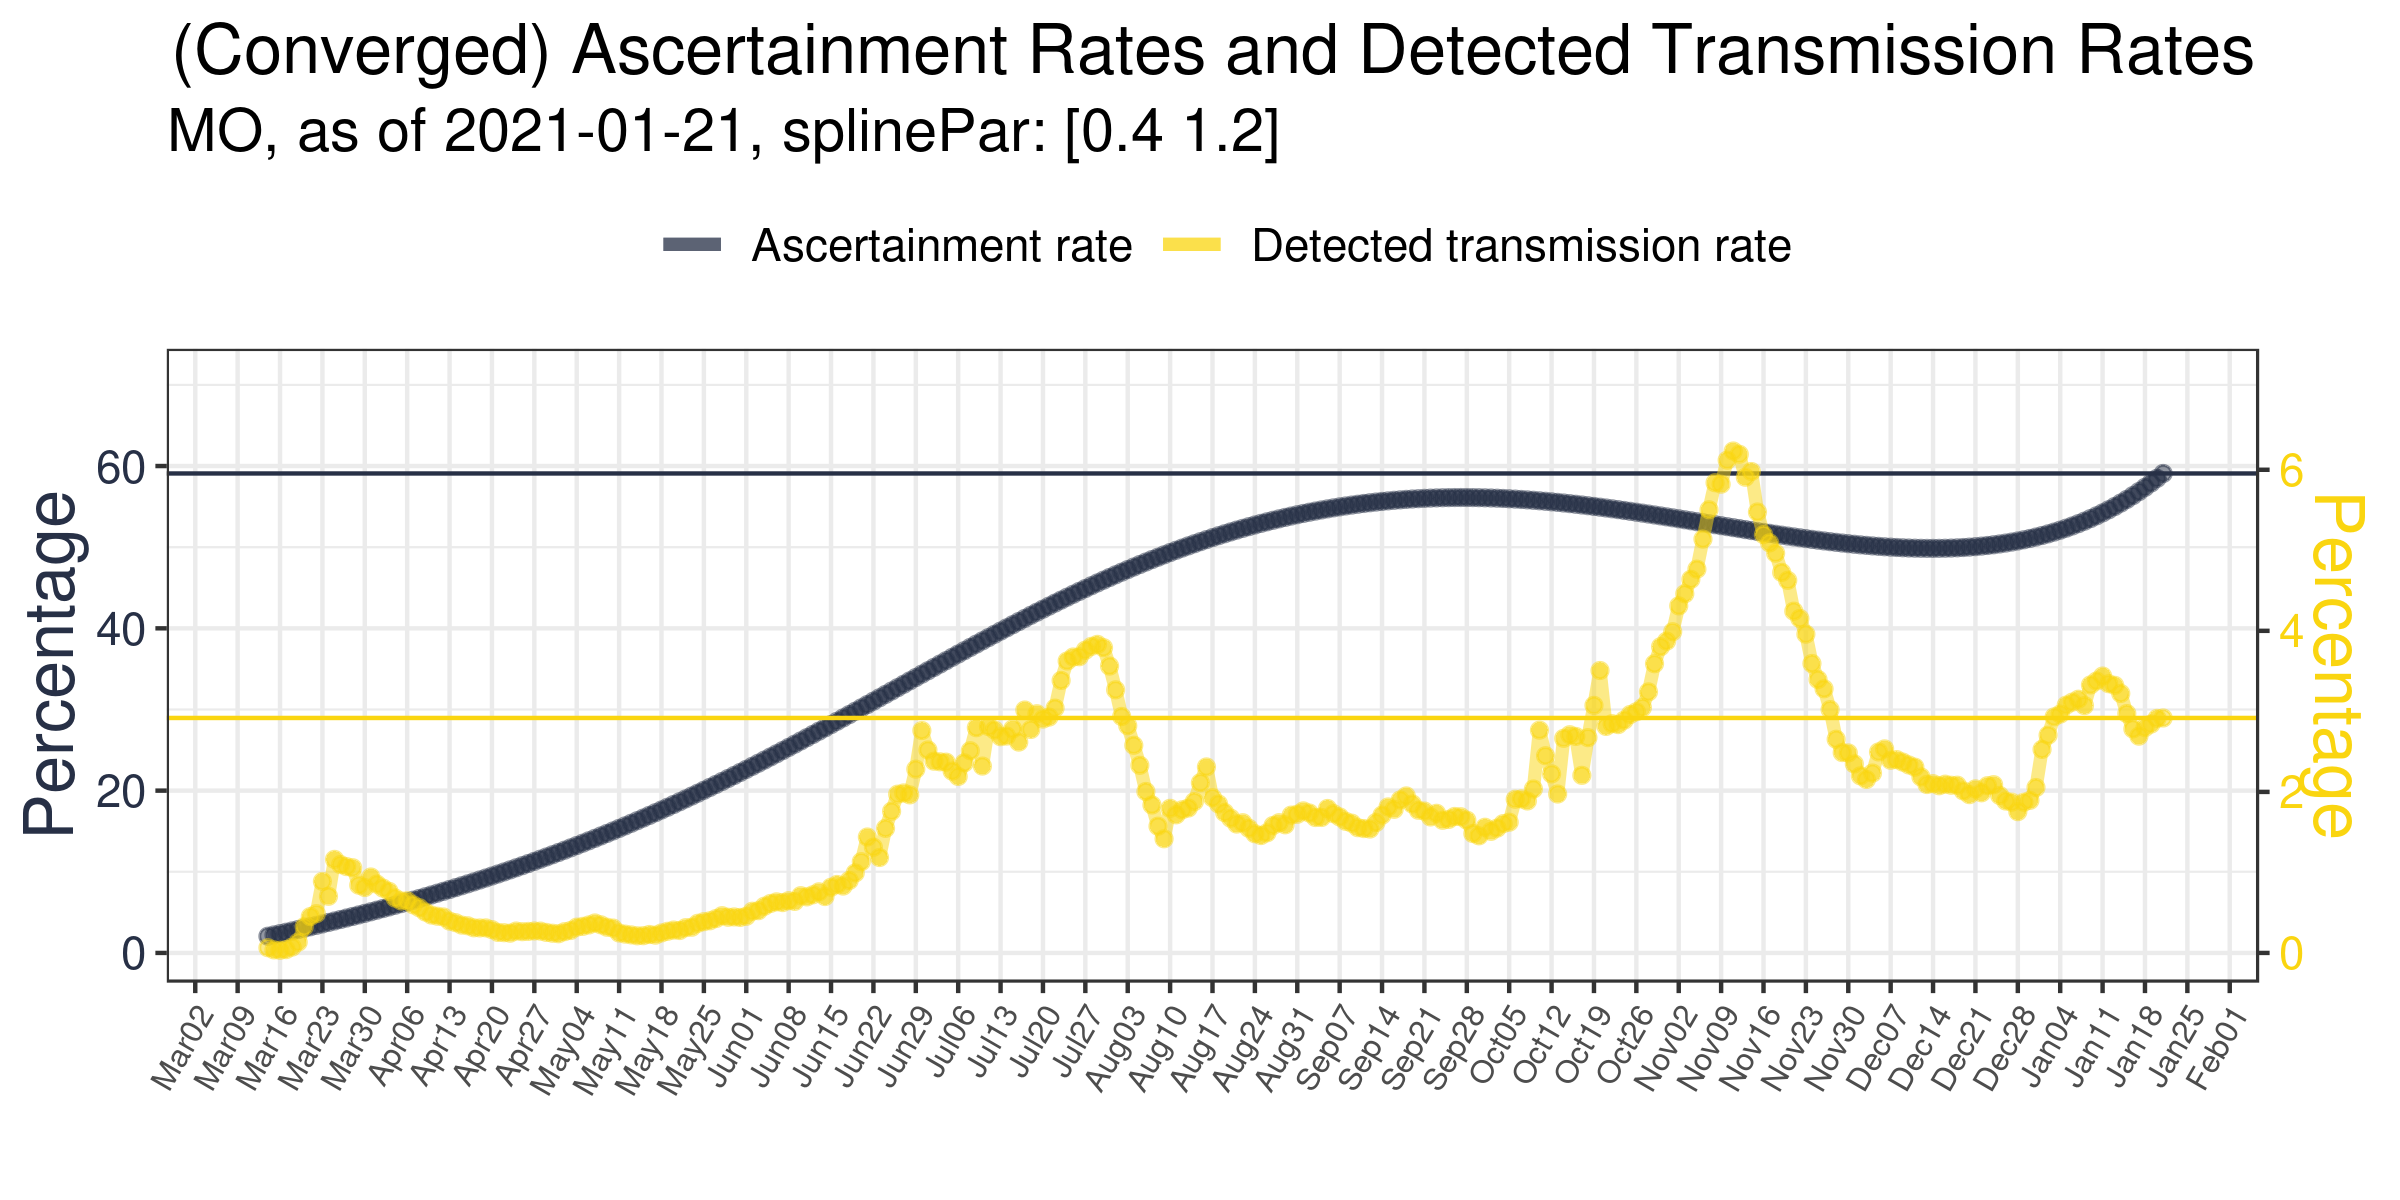 (Converged) Ascertainment Rates and Detected Transmission Rates
MO, as of 2021-01-21, splinePar: [0.4 1.2]
Ascertainment rate Detected transmission rate
Percentage
60
40
20
0
6
4
2
0
Percentage
Mar02 Mar09 Mar16 Mar23 Mar30 Apr06 Apr13 Apr20 Apr27 May04 May11 May18 May25 Jun01 Jun08 Jun15 Jun22 Jun29 Jul06 Jul13 Jul20 Jul27 Aug03 Aug10 Aug17 Aug24 Aug31 Sep07 Sep14 Sep21 Sep28 Oct05 Oct12 Oct19 Oct26 Nov02 Nov09 Nov16 Nov23 Nov30 Dec07 Dec14 Dec21 Dec28 Jan04 Jan11 Jan18 Jan25 Feb01